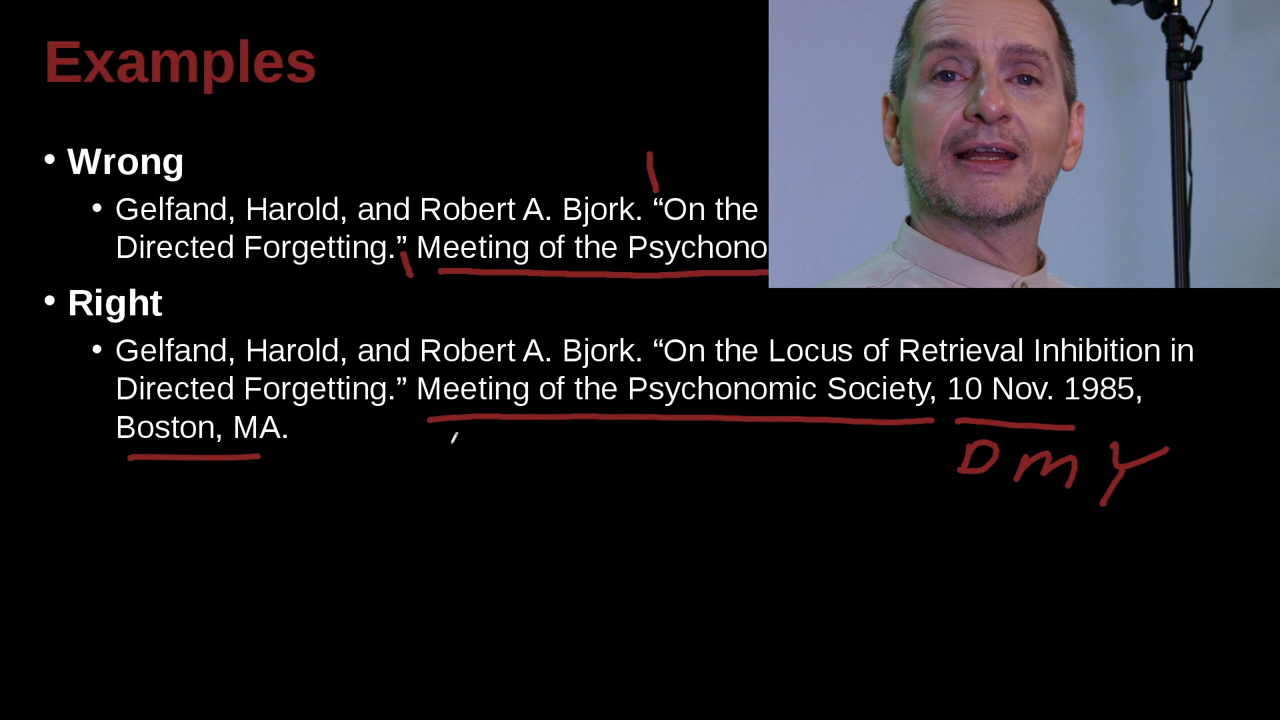 Examples
• Wrong
• Gelfand, Harold, and Robert A. Bjork. “On the
Directed Forgetting.” Meeting of the Psychono
• Right
• Gelfand, Harold, and Robert A. Bjork. “On the Locus of Retrieval Inhibition in
Directed Forgetting.” Meeting of the Psychonomic Society, 10 Nov. 1985,
Boston, MA.
D M Y